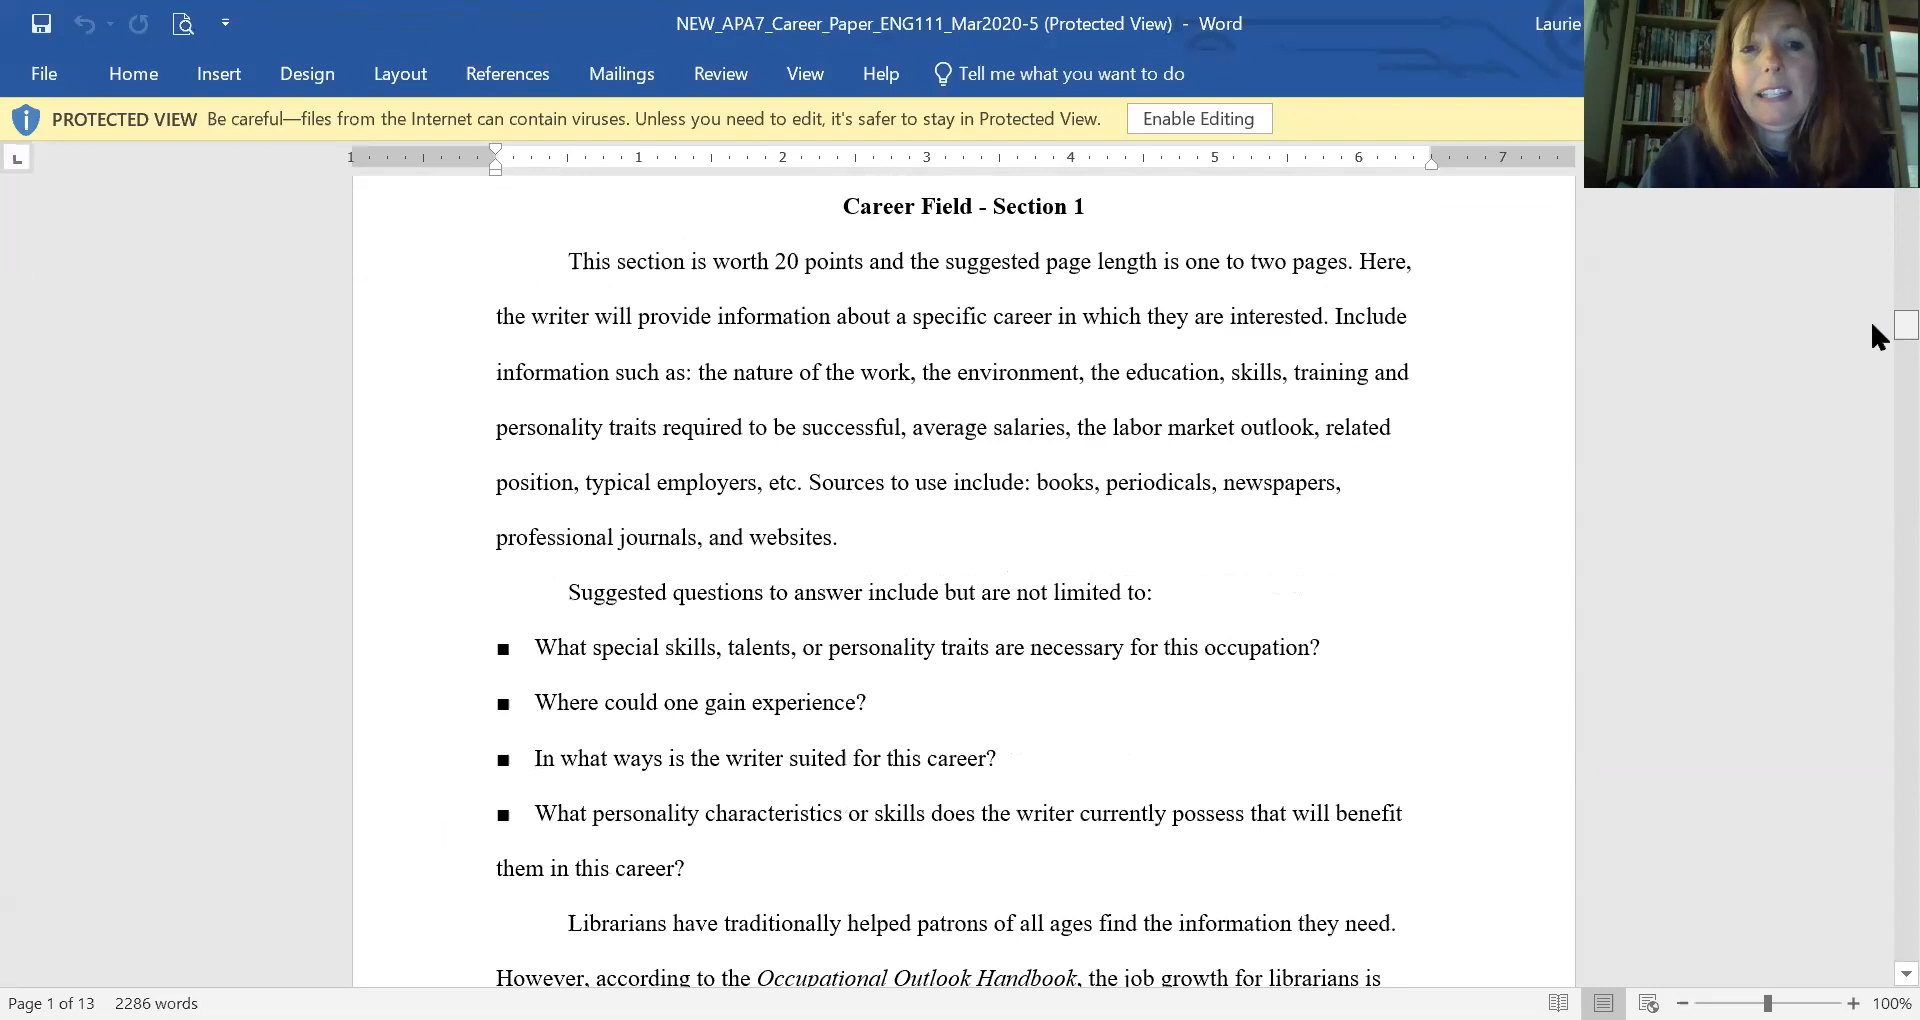 NEW_APA7_Career_Paper_ENG111_Mar2020-5 (Protected View) - Word
Laurie
File Home Insert Design Layout References Mailings Review View Help Tell me what you want to do
PROTECTED VIEW Be careful—files from the Internet can contain viruses. Unless you need to edit, it's safer to stay in Protected View. Enable Editing
1 1 2 3 4 5 6 7
Career Field - Section 1
This section is worth 20 points and the suggested page length is one to two pages. Here,
the writer will provide information about a specific career in which they are interested. Include
information such as: the nature of the work, the environment, the education, skills, training and
personality traits required to be successful, average salaries, the labor market outlook, related
position, typical employers, etc. Sources to use include: books, periodicals, newspapers,
professional journals, and websites.
Suggested questions to answer include but are not limited to:
■ What special skills, talents, or personality traits are necessary for this occupation?
■ Where could one gain experience?
■ In what ways is the writer suited for this career?
■ What personality characteristics or skills does the writer currently possess that will benefit
them in this career?
Librarians have traditionally helped patrons of all ages find the information they need.
However, according to the Occupational Outlook Handbook, the job growth for librarians is
Page 1 of 13 2286 words
100%